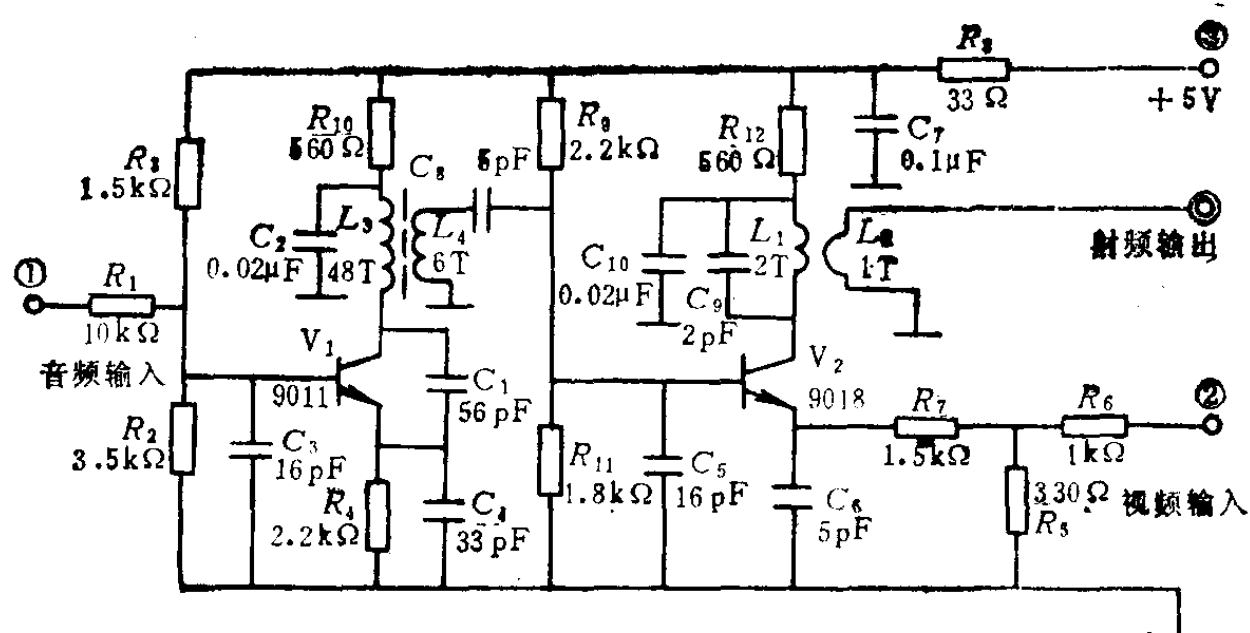 ③
R₈
33 Ω
+5V
R₃
1.5kΩ
R₁₀
560Ω
C₈
5pF
R₉
2.2kΩ
R₁₂
560Ω
C₇
0.1μF
C₂
0.02μF
L₃
48T
L₄
6T
C₁₀
0.02μF
C₉
2pF
L₁
2T
1T
射频输出
①
R₁
10kΩ
音频输入
V₁
9011
C₁
56pF
V₂
9018
R₂
3.5kΩ
C₃
16pF
R₄
2.2kΩ
C₄
33pF
R₁₁
1.8kΩ
C₅
16pF
C₆
5pF
R₇
1.5kΩ
R₆
1kΩ
②
330Ω
R₅
视频输入